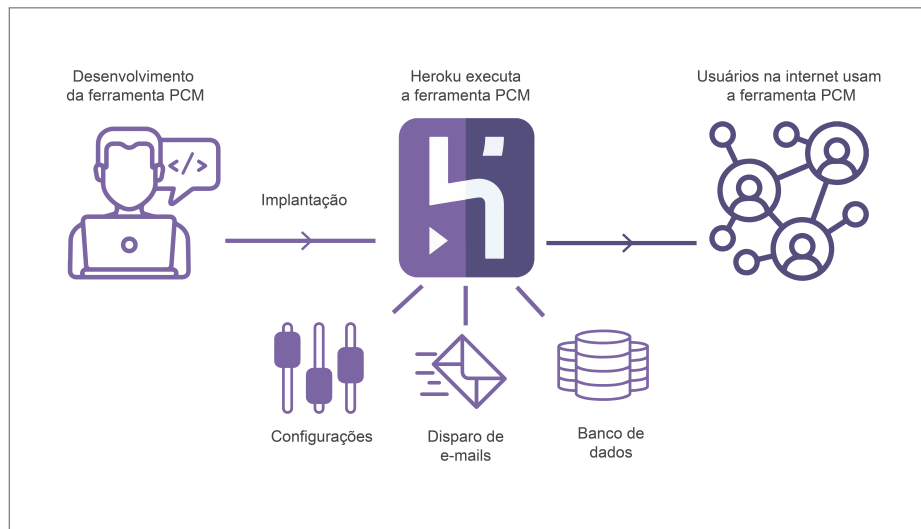 Desenvolvimento
da ferramenta PCM
Heroku executa
a ferramenta PCM
Usuários na internet usam
a ferramenta PCM
</>
Implantação
Configurações
Disparo de
e-mails
Banco de
dados